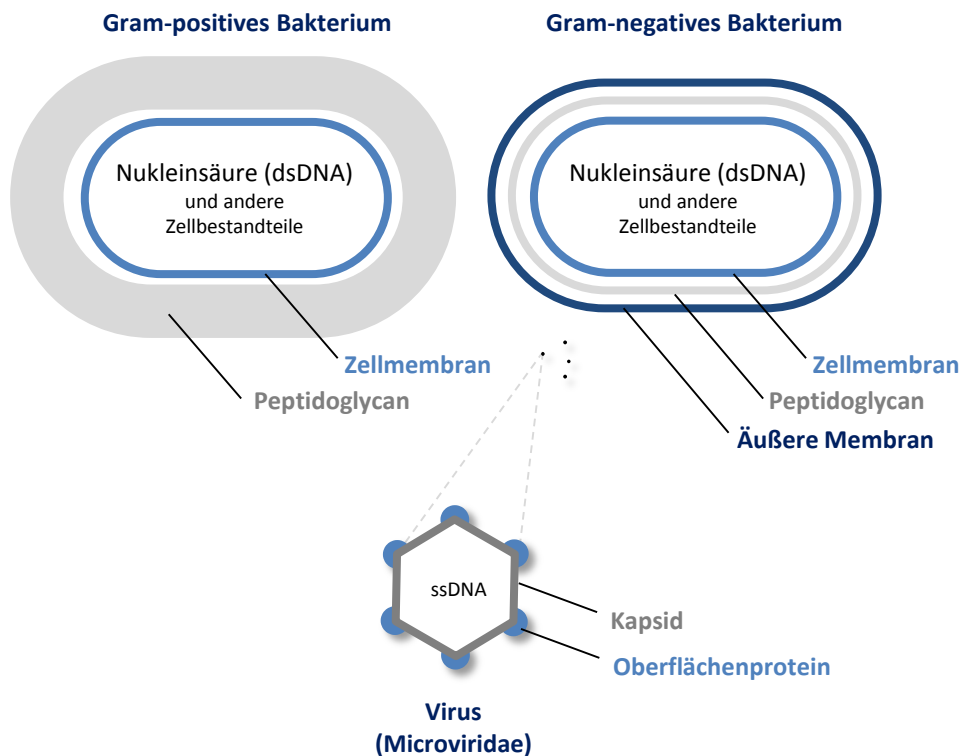 Gram-positives Bakterium
Nukleinsäure (dsDNA)
und andere
Zellbestandteile
Zellmembran
Peptidoglycan
Gram-negatives Bakterium
Nukleinsäure (dsDNA)
und andere
Zellbestandteile
Zellmembran
Peptidoglycan
Äußere Membran
ssDNA
Kapsid
Oberflächenprotein
Virus
(Microviridae)